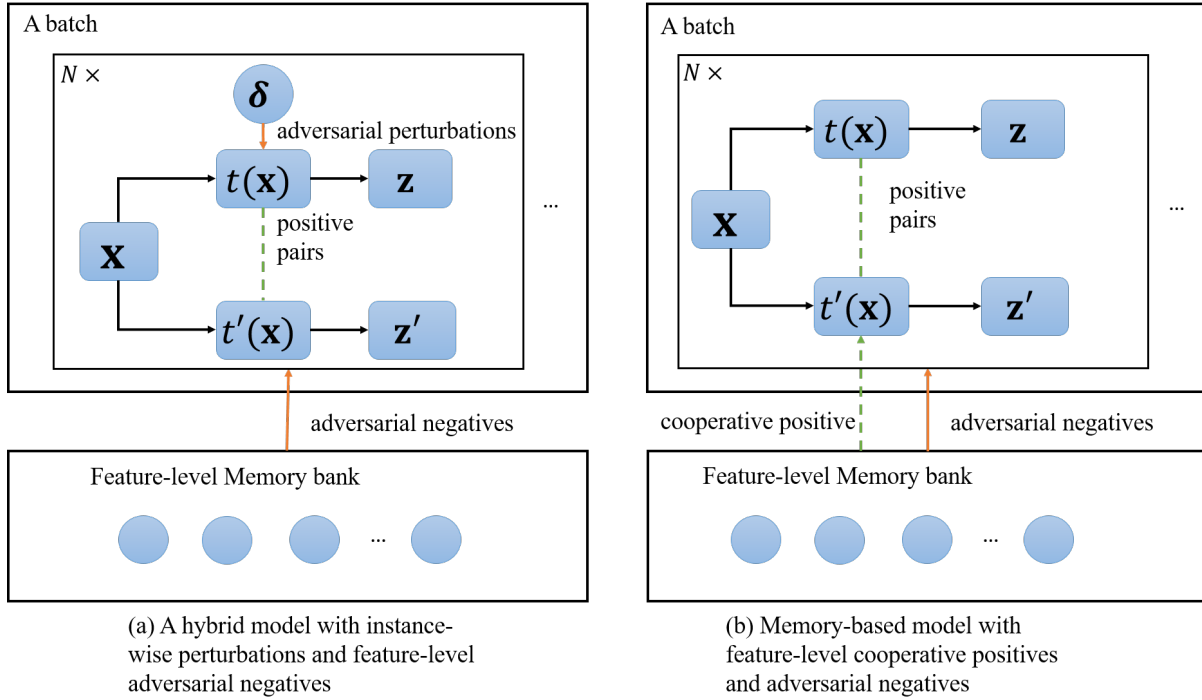 A batch
N ×
δ
adversarial perturbations
t(x)
z
positive
pairs
x
...
t′(x)
z′
adversarial negatives
Feature-level Memory bank
...
(a) A hybrid model with instance-
wise perturbations and feature-level
adversarial negatives
A batch
N ×
t(x)
z
positive
pairs
x
...
t′(x)
z′
cooperative positive
adversarial negatives
Feature-level Memory bank
...
(b) Memory-based model with
feature-level cooperative positives
and adversarial negatives